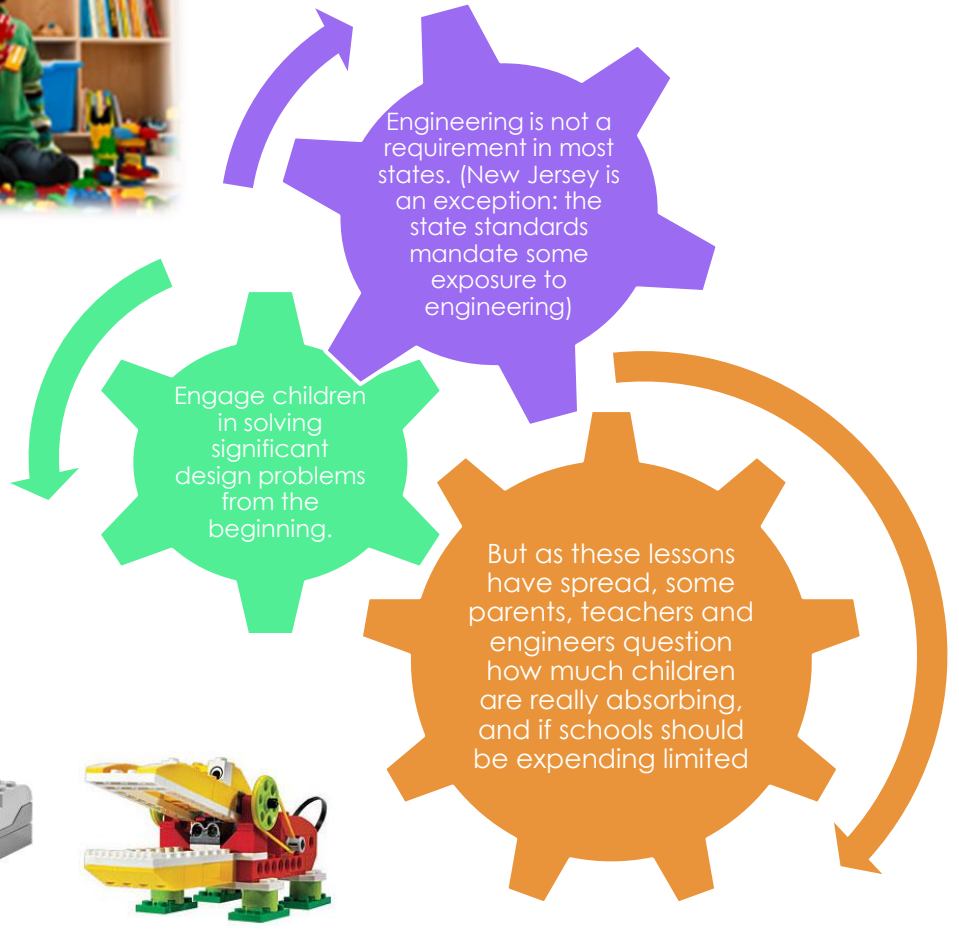 Engineering is not a
requirement in most
states. (New Jersey is
an exception: the
state standards
mandate some
exposure to
engineering)
Engage children
in solving
significant
design problems
from the
beginning.
But as these lessons
have spread, some
parents, teachers and
engineers question
how much children
are really absorbing,
and if schools should
be expending limited